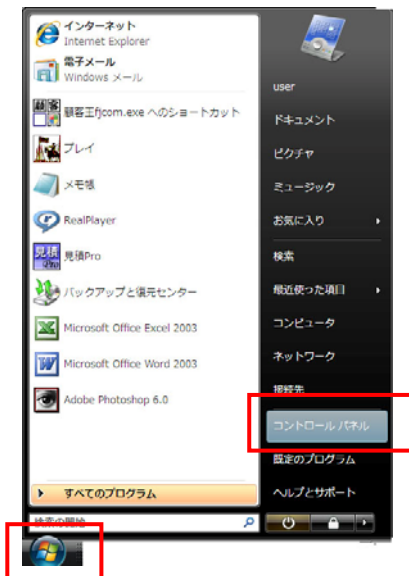 インターネット
Internet Explorer
電子メール
Windows メール
顧客王fjcom.exe へのショートカット
プレイ
メモ帳
RealPlayer
見積Pro
バックアップと復元センター
Microsoft Office Excel 2003
Microsoft Office Word 2003
Adobe Photoshop 6.0
すべてのプログラム
検索の開始
user
ドキュメント
ピクチャ
ミュージック
お気に入り
検索
最近使った項目
コンピュータ
ネットワーク
接続先
コントロール パネル
既定のプログラム
ヘルプとサポート